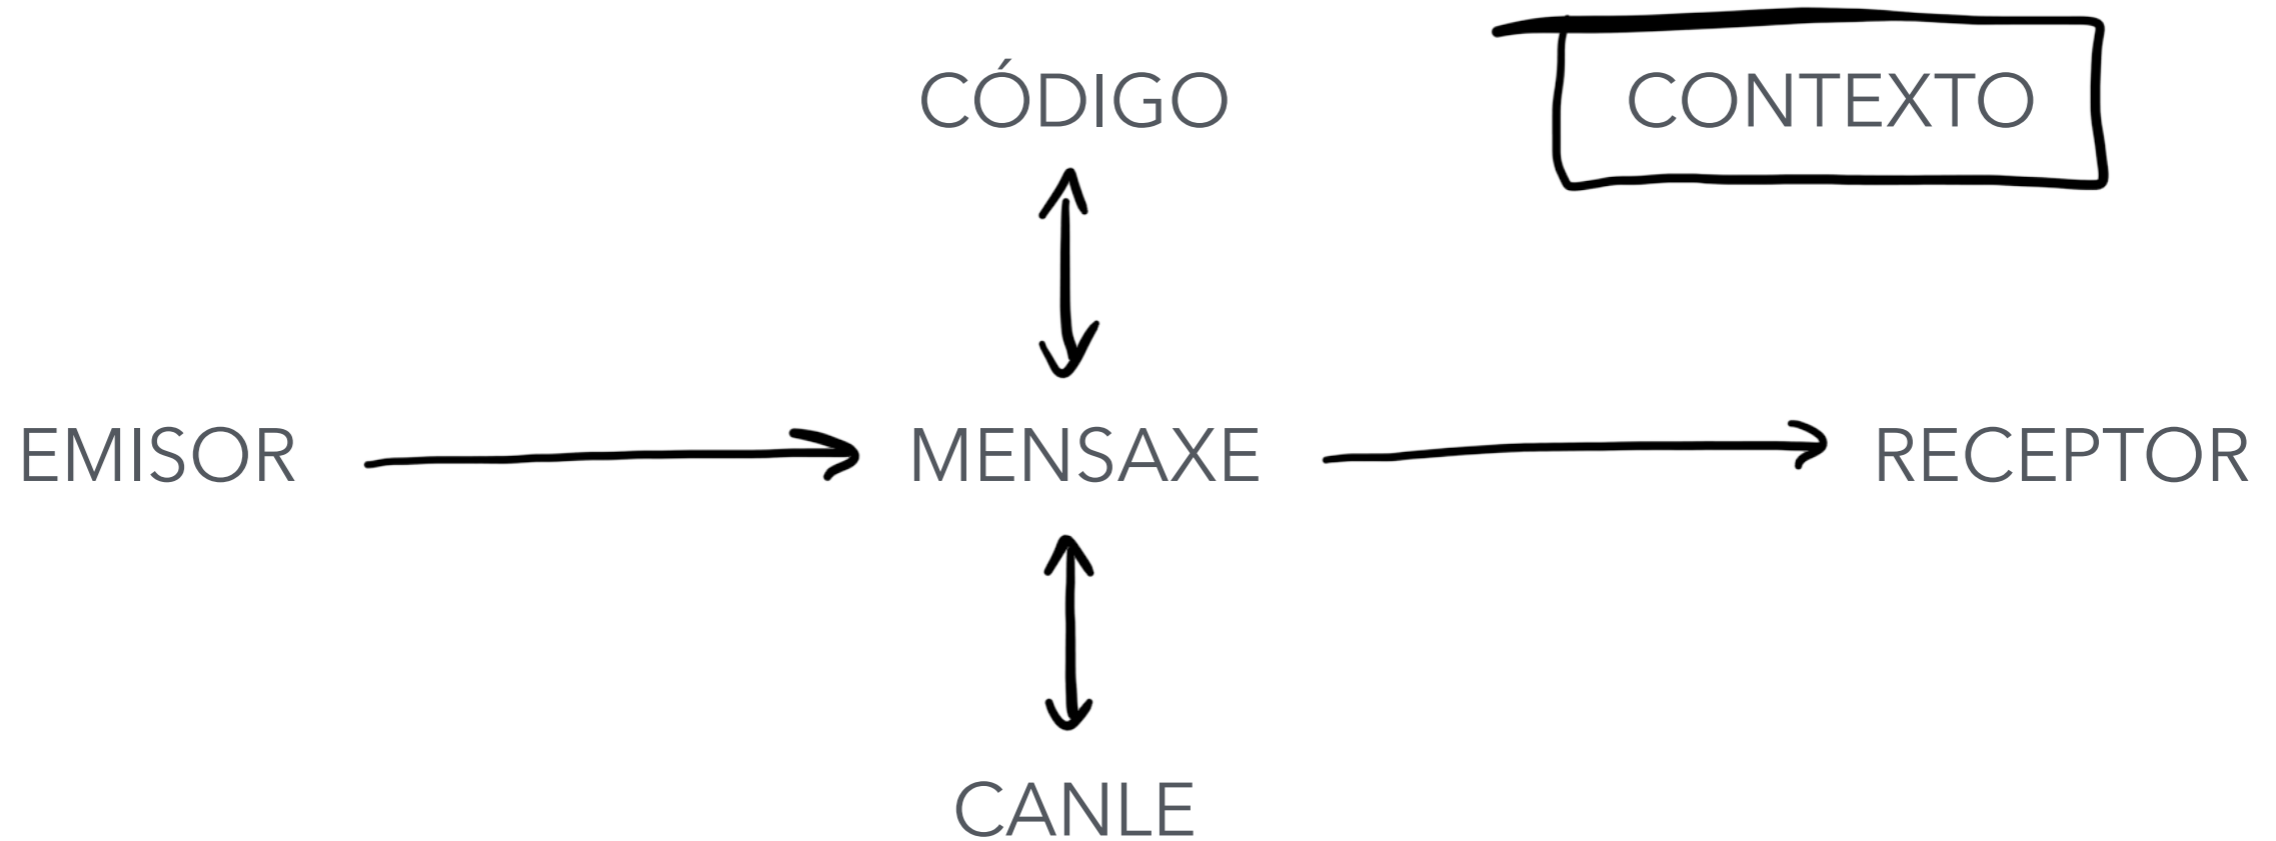 CÓDIGO
CONTEXTO
EMISOR
MENSAXE
RECEPTOR
CANLE